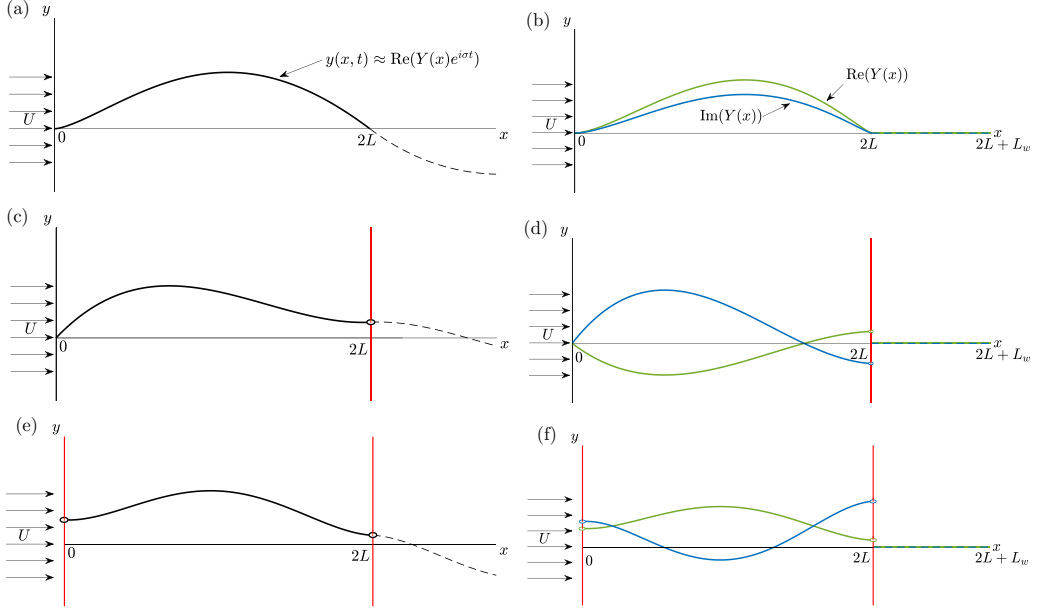 (a)
y
y(x, t) ≈ Re(Y(x)e^{iσt})
U
0
2L
x
(b)
y
Re(Y(x))
Im(Y(x))
U
0
2L
x
2L + L_w
(c)
y
U
0
2L
x
(d)
y
U
0
2L
x
2L + L_w
(e)
y
U
0
2L
x
(f)
y
U
0
2L
x
2L + L_w